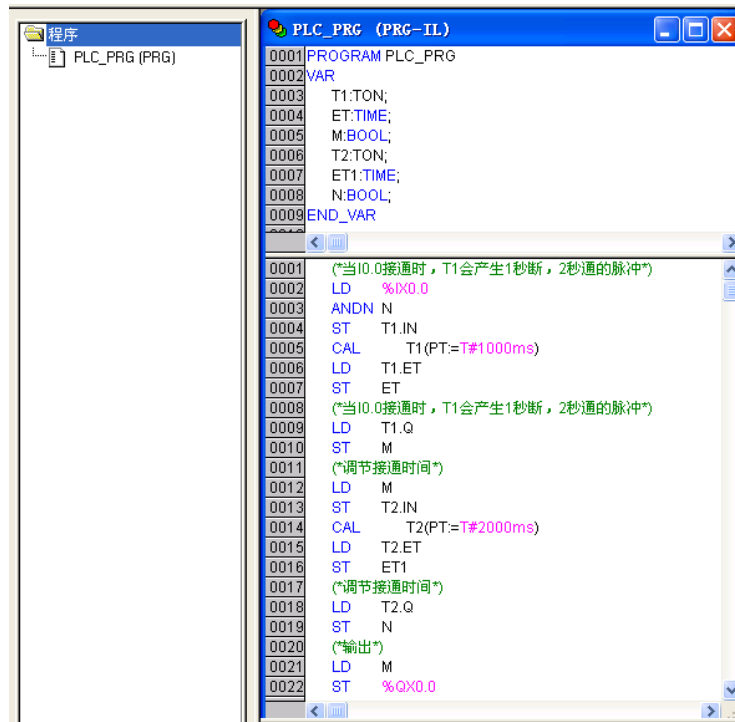 程序
PLC_PRG (PRG)
PLC_PRG (PRG-IL)
0001 PROGRAM PLC_PRG
0002 VAR
0003 T1:TON;
0004 ET:TIME;
0005 M:BOOL;
0006 T2:TON;
0007 ET1:TIME;
0008 N:BOOL;
0009 END_VAR
0001 (*当I0.0接通时，T1会产生1秒断，2秒通的脉冲*)
0002 LD %IX0.0
0003 ANDN N
0004 ST T1.IN
0005 CAL T1(PT:=T#1000ms)
0006 LD T1.ET
0007 ST ET
0008 (*当I0.0接通时，T1会产生1秒断，2秒通的脉冲*)
0009 LD T1.Q
0010 ST M
0011 (*调节接通时间*)
0012 LD M
0013 ST T2.IN
0014 CAL T2(PT:=T#2000ms)
0015 LD T2.ET
0016 ST ET1
0017 (*调节接通时间*)
0018 LD T2.Q
0019 ST N
0020 (*输出*)
0021 LD M
0022 ST %QX0.0